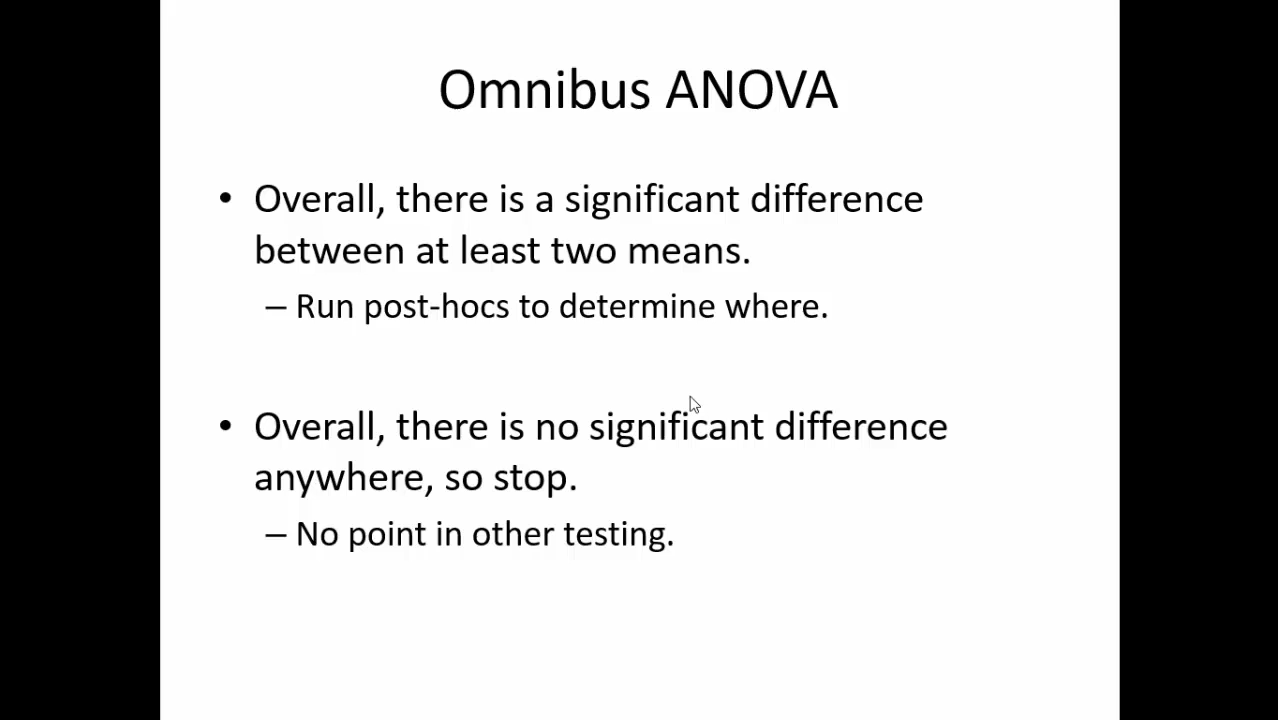 Omnibus ANOVA
• Overall, there is a significant difference
between at least two means.
– Run post-hocs to determine where.
• Overall, there is no significant difference
anywhere, so stop.
– No point in other testing.